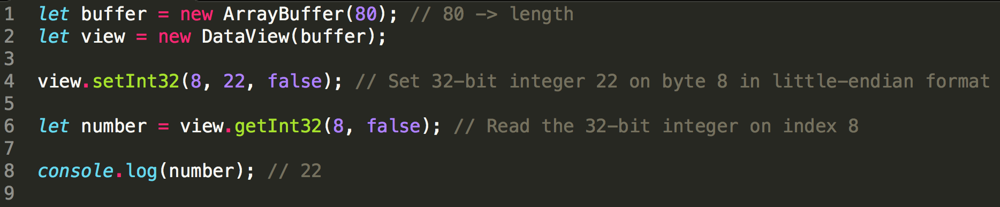 1 let buffer = new ArrayBuffer(80); // 80 -> length
2 let view = new DataView(buffer);
3
4 view.setInt32(8, 22, false); // Set 32-bit integer 22 on byte 8 in little-endian format
5
6 let number = view.getInt32(8, false); // Read the 32-bit integer on index 8
7
8 console.log(number); // 22
9